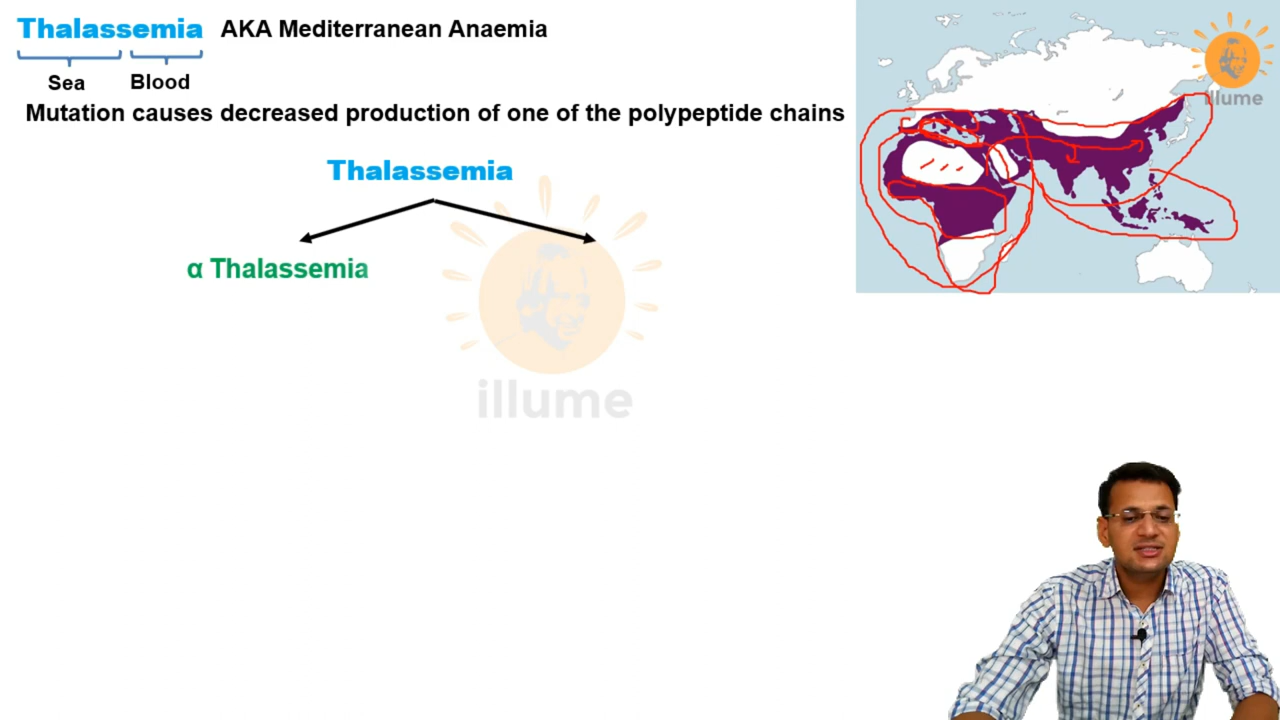 Thalassemia AKA Mediterranean Anaemia
Sea Blood
Mutation causes decreased production of one of the polypeptide chains
Thalassemia
α Thalassemia
illume
illume